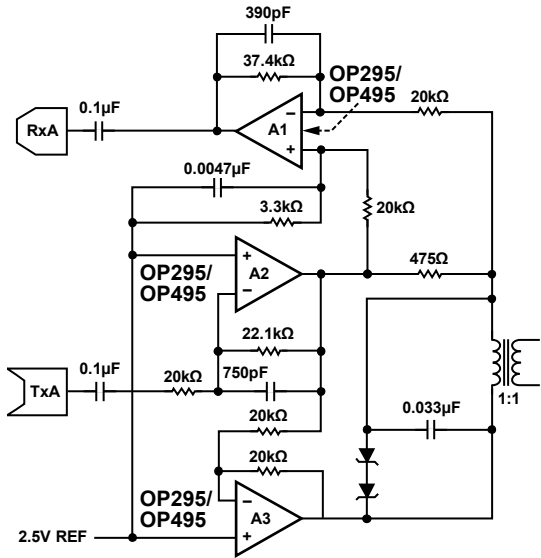 390pF
37.4kΩ
OP295/
OP495
0.1µF
20kΩ
RxA
A1
−
+
0.0047µF
3.3kΩ
20kΩ
OP295/
OP495
+
A2
−
475Ω
22.1kΩ
0.1µF
20kΩ
750pF
TxA
1:1
20kΩ
0.033µF
20kΩ
OP295/
OP495
−
A3
+
2.5V REF